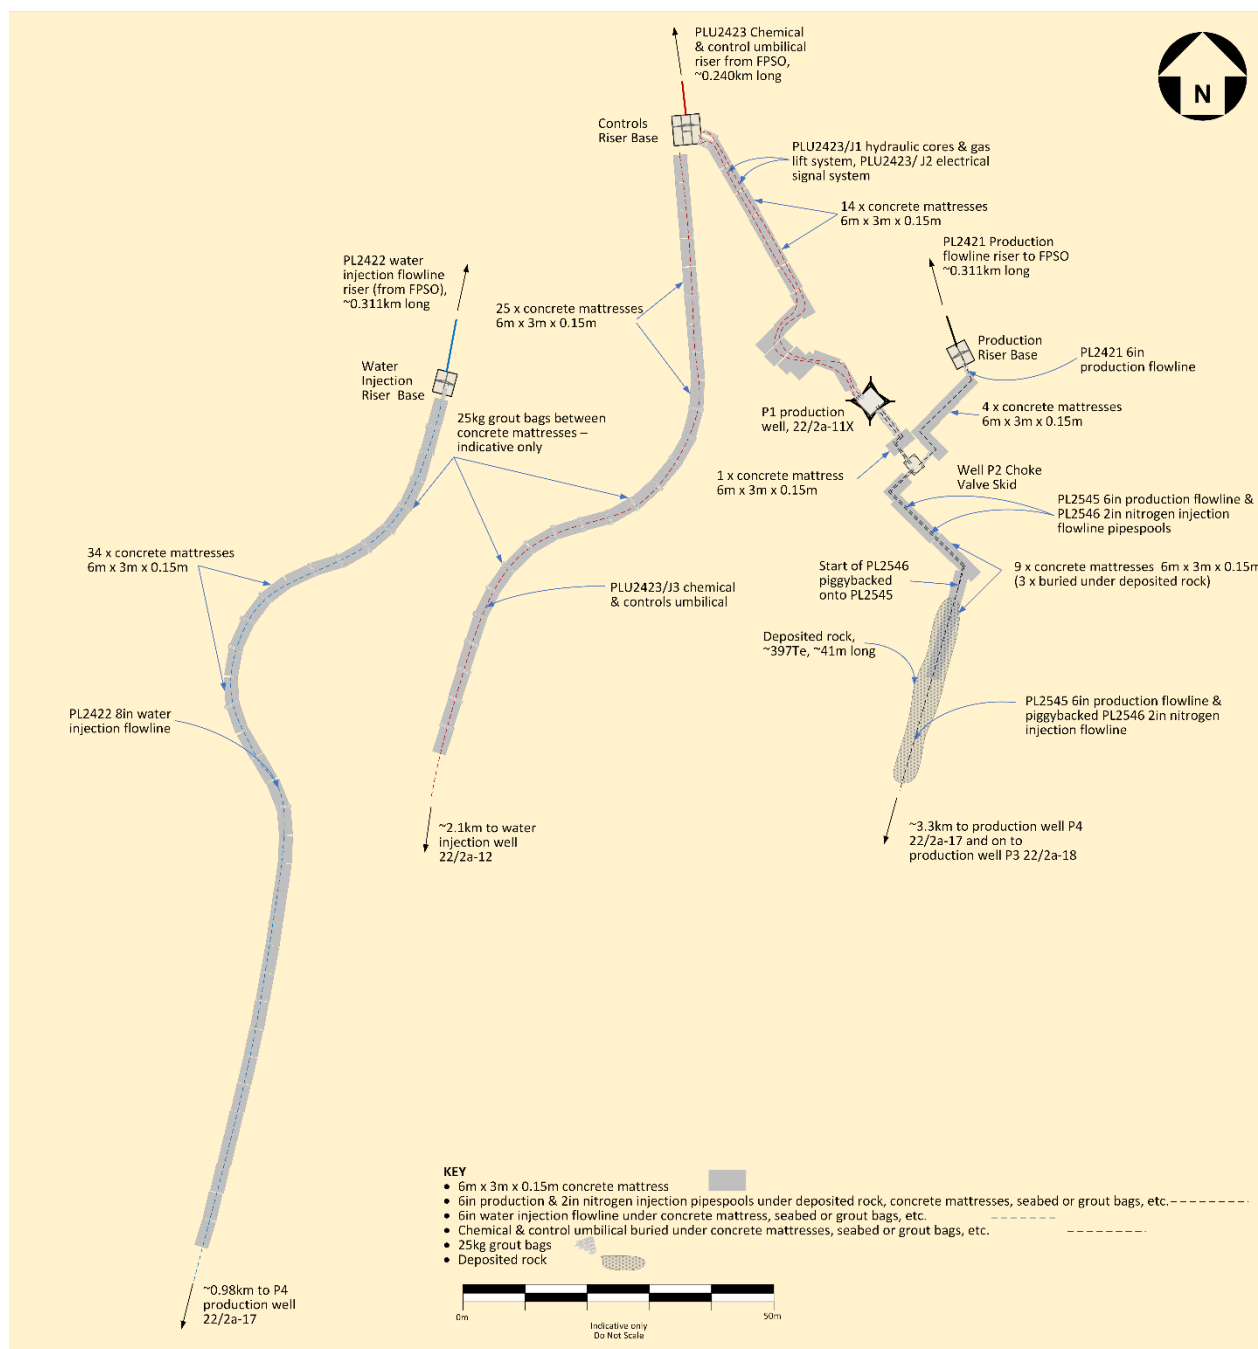 PLU2423 Chemical
& control umbilical
riser from FPSO,
~0.240km long
N
Controls
Riser Base
PLU2423/J1 hydraulic cores & gas
lift system, PLU2423/ J2 electrical
signal system
14 x concrete mattresses
6m x 3m x 0.15m
PL2421 Production
flowline riser to FPSO
~0.311km long
PL2422 water
injection flowline
riser (from FPSO),
~0.311km long
25 x concrete mattresses
6m x 3m x 0.15m
Production
Riser Base
PL2421 6in
production flowline
Water
Injection
Riser Base
P1 production
well, 22/2a-11X
4 x concrete mattresses
6m x 3m x 0.15m
25kg grout bags between
concrete mattresses –
indicative only
1 x concrete mattress
6m x 3m x 0.15m
Well P2 Choke
Valve Skid
PL2545 6in production flowline &
PL2546 2in nitrogen injection
flowline pipespools
34 x concrete mattresses
6m x 3m x 0.15m
Start of PL2546
piggybacked
onto PL2545
9 x concrete mattresses 6m x 3m x 0.15m
(3 x buried under deposited rock)
PLU2423/J3 chemical
& controls umbilical
Deposited rock,
~397Te, ~41m long
PL2422 8in water
injection flowline
PL2545 6in production flowline &
piggybacked PL2546 2in nitrogen
injection flowline
~2.1km to water
injection well
22/2a-12
~3.3km to production well P4
22/2a-17 and on to
production well P3 22/2a-18
KEY
• 6m x 3m x 0.15m concrete mattress
• 6in production & 2in nitrogen injection pipespools under deposited rock, concrete mattresses, seabed or grout bags, etc.
• 6in water injection flowline under concrete mattress, seabed or grout bags, etc.
• Chemical & control umbilical buried under concrete mattresses, seabed or grout bags, etc.
• 25kg grout bags
• Deposited rock
~0.98km to P4
production well
22/2a-17
0m
50m
Indicative only
Do Not Scale